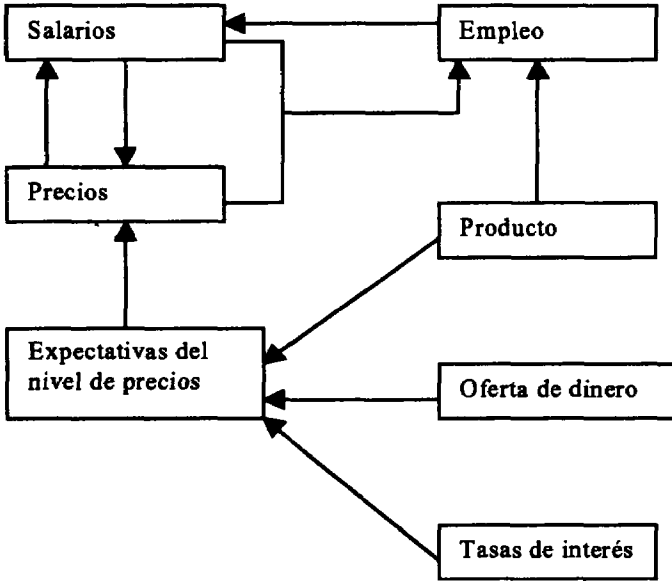 Salarios
Empleo
Precios
Producto
Expectativas del
nivel de precios
Oferta de dinero
Tasas de interés